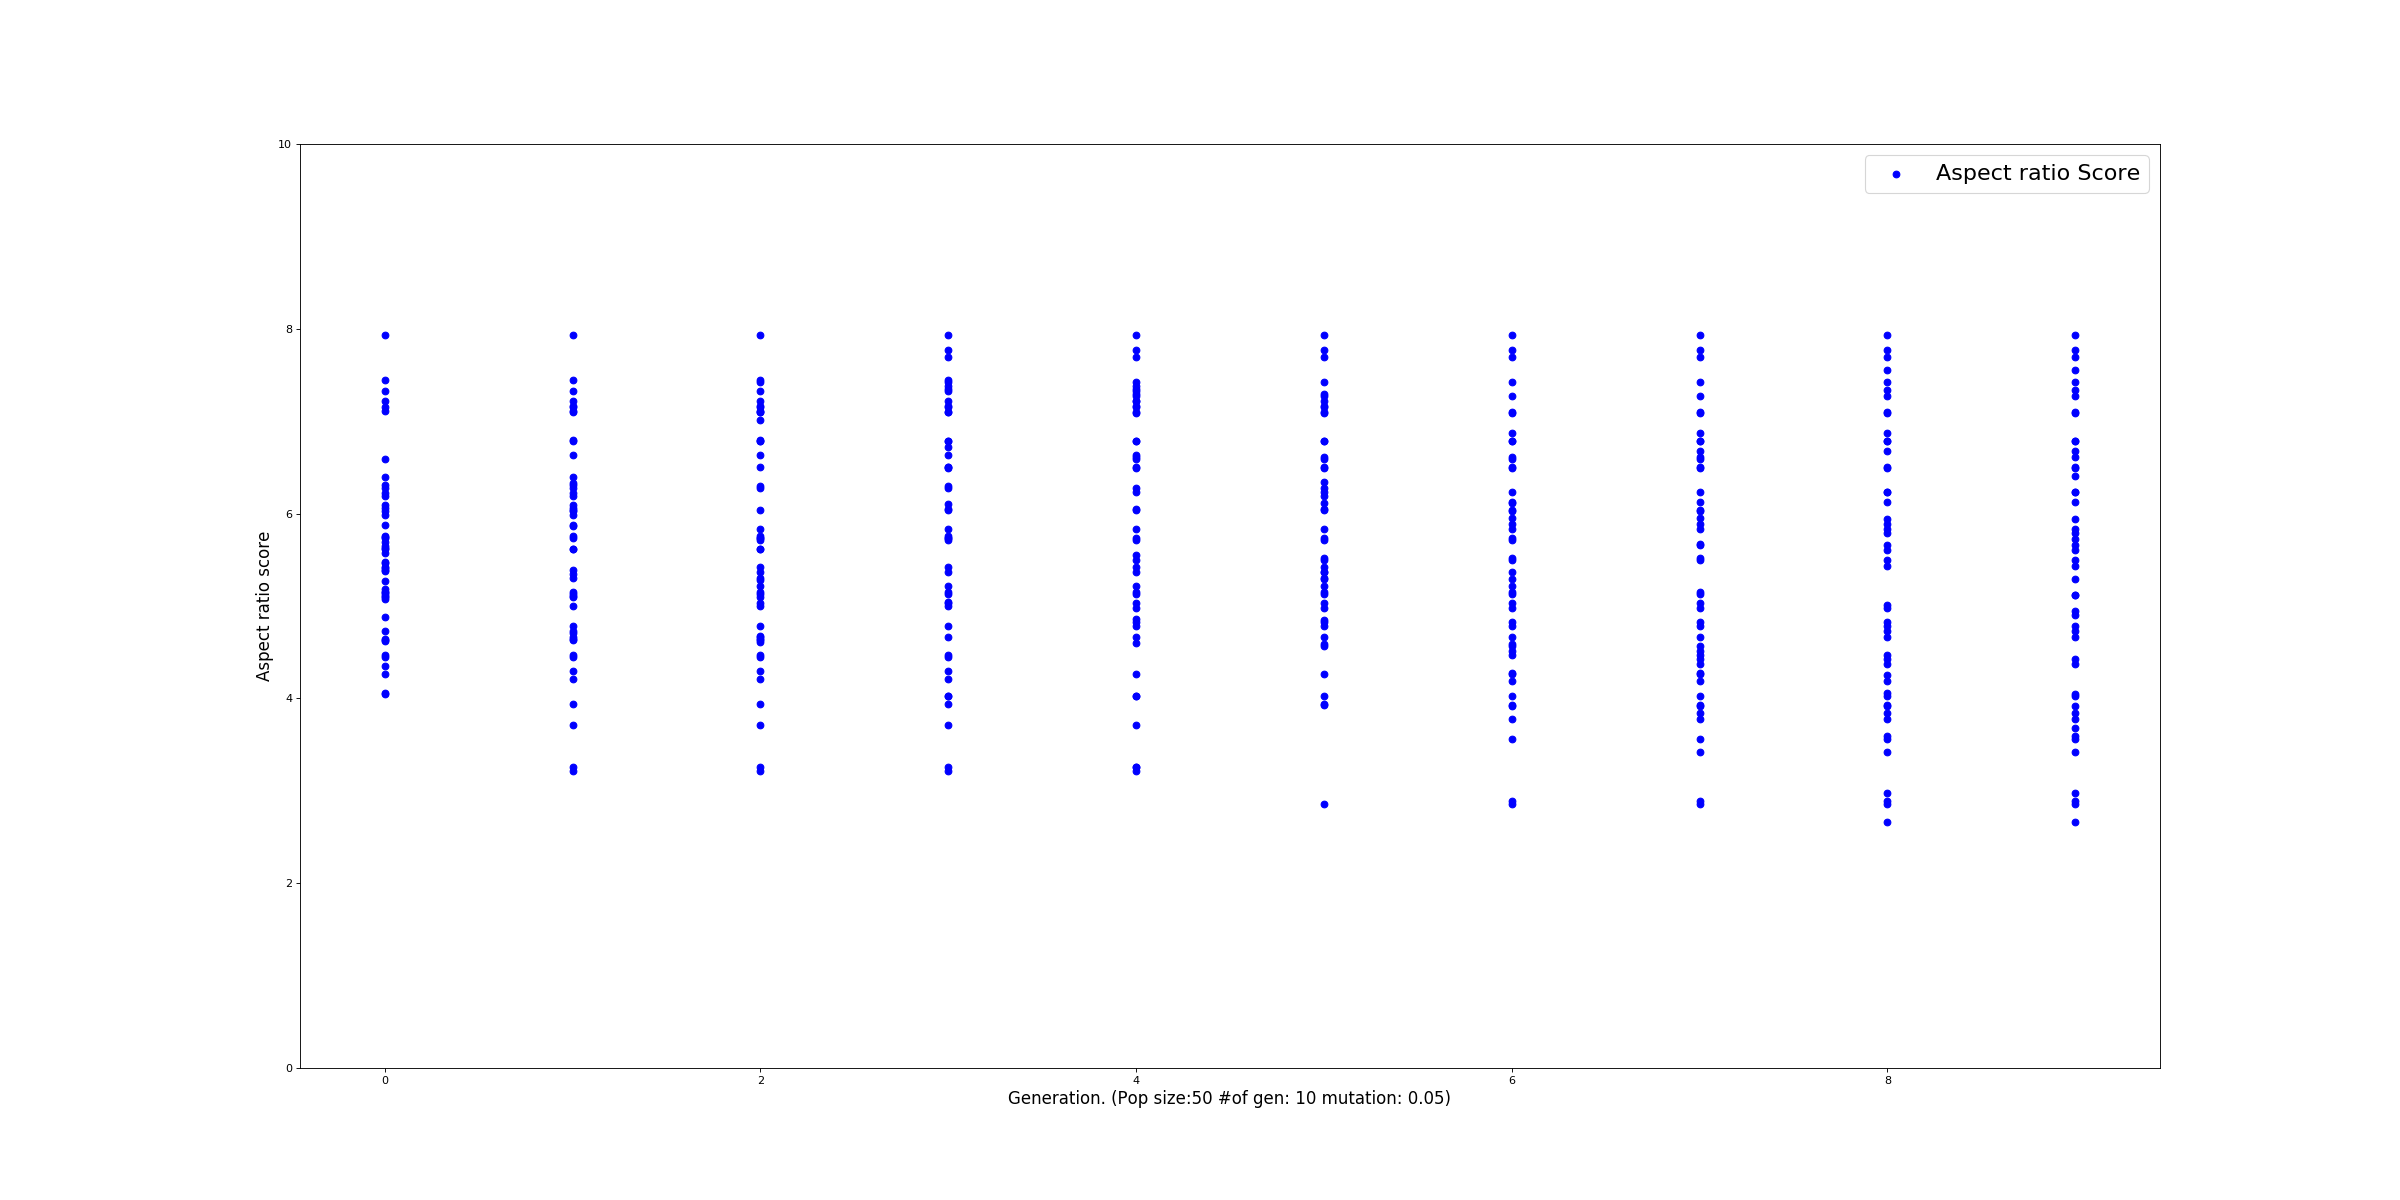 10
8
6
4
2
0
Aspect ratio score
Aspect ratio Score
0 2 4 6 8
Generation. (Pop size:50 #of gen: 10 mutation: 0.05)